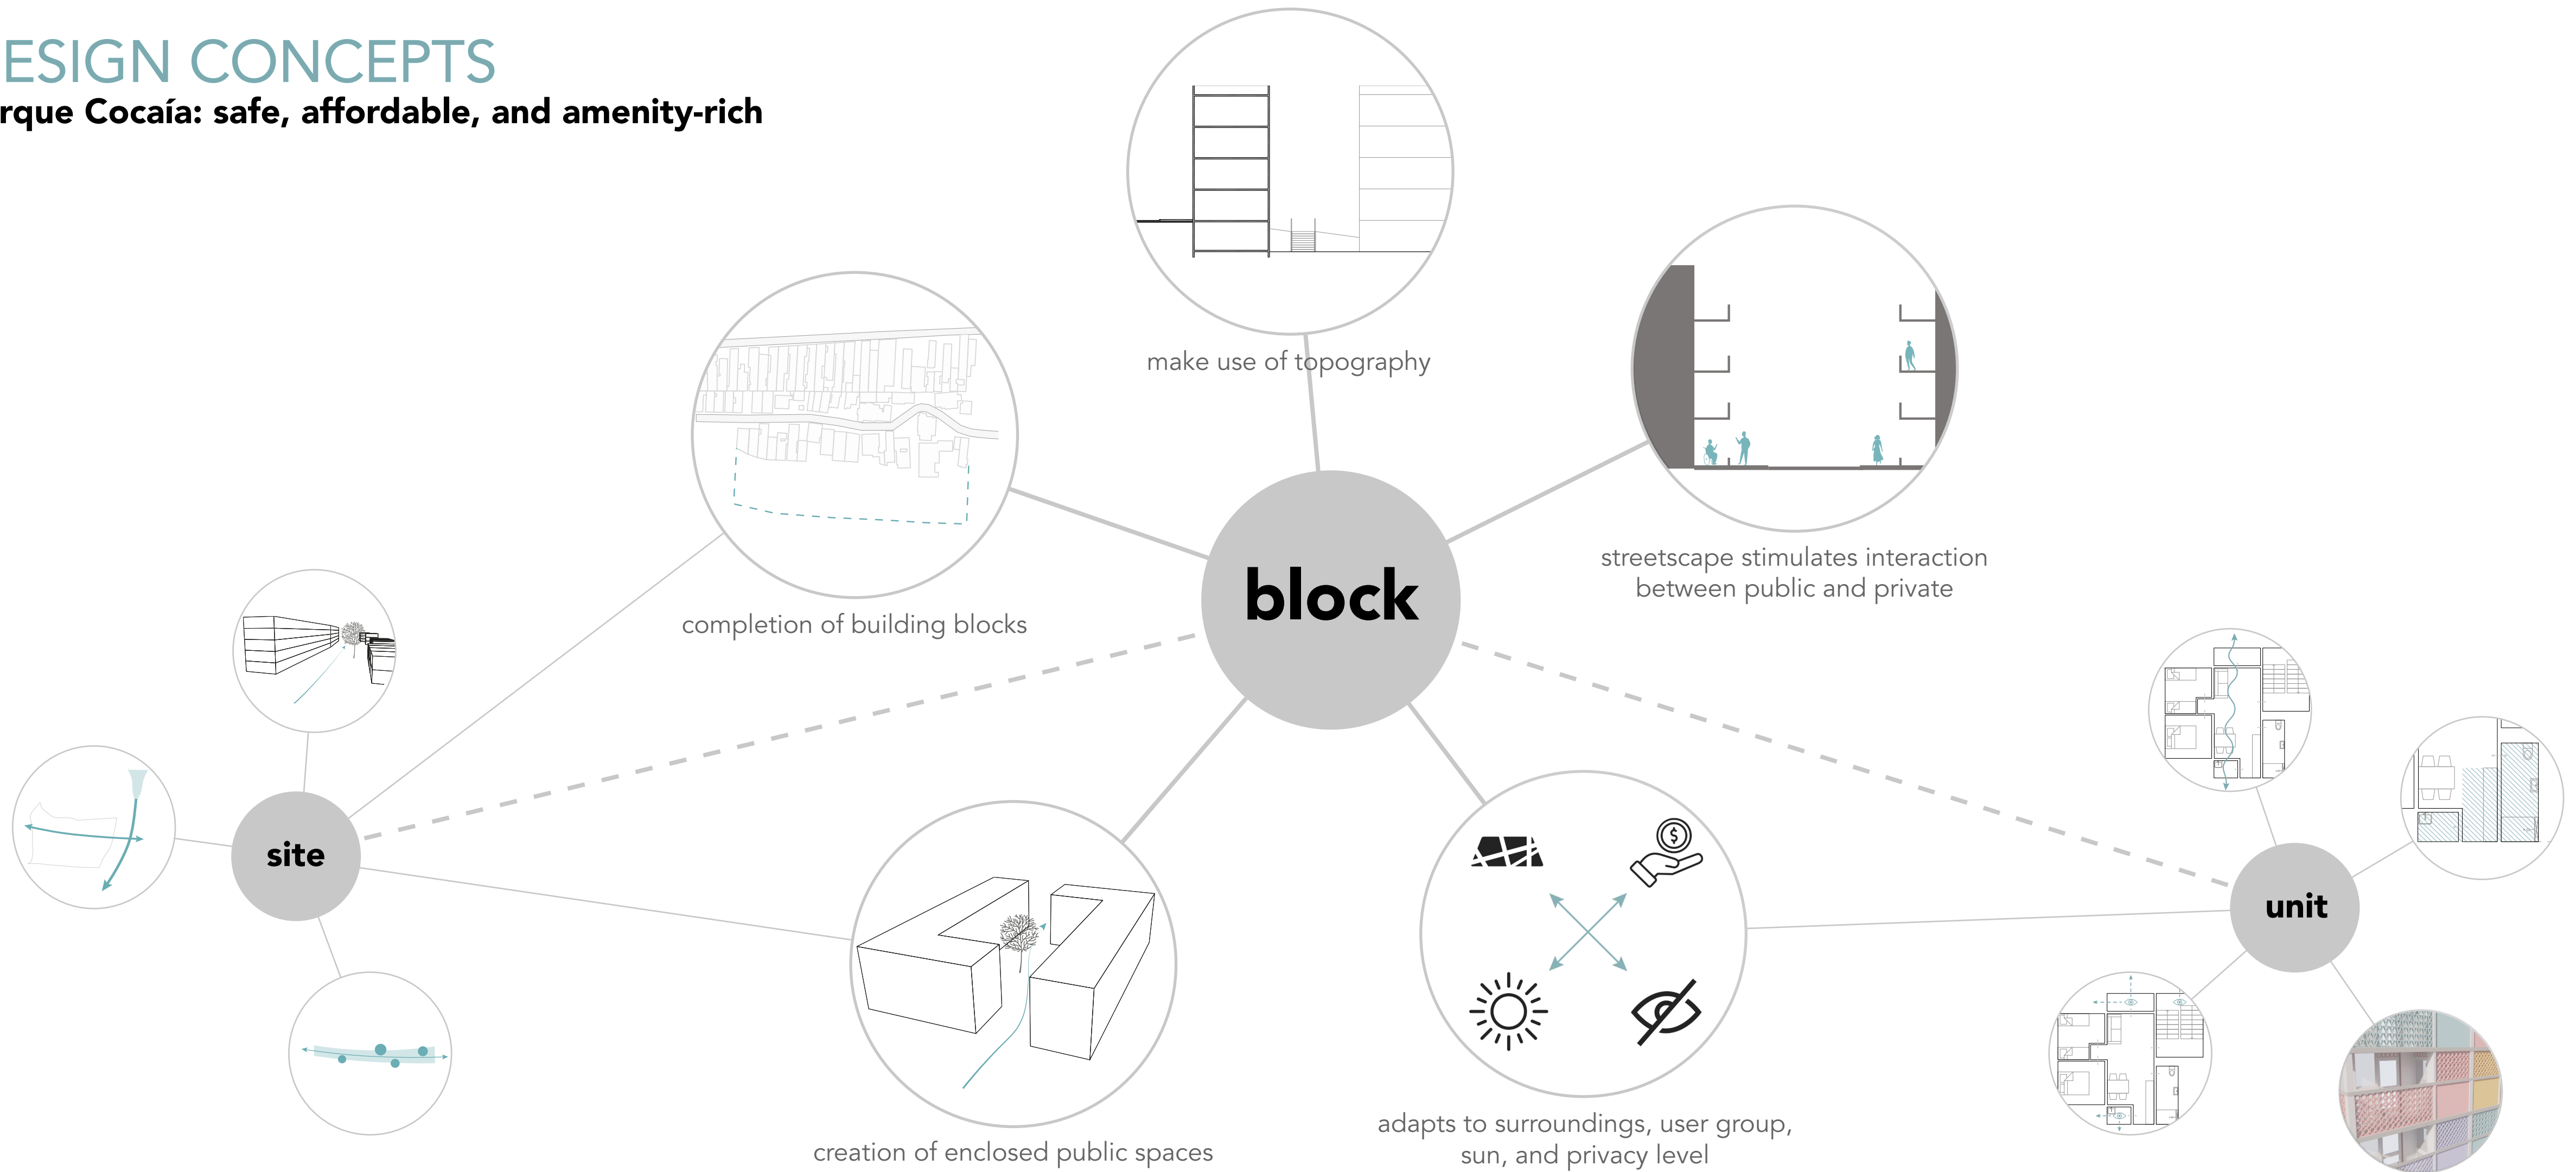 ESIGN CONCEPTS
rque Cocaía: safe, affordable, and amenity-rich
make use of topography
streetscape stimulates interaction
between public and private
completion of building blocks
block
site
unit
$
creation of enclosed public spaces
adapts to surroundings, user group,
sun, and privacy level